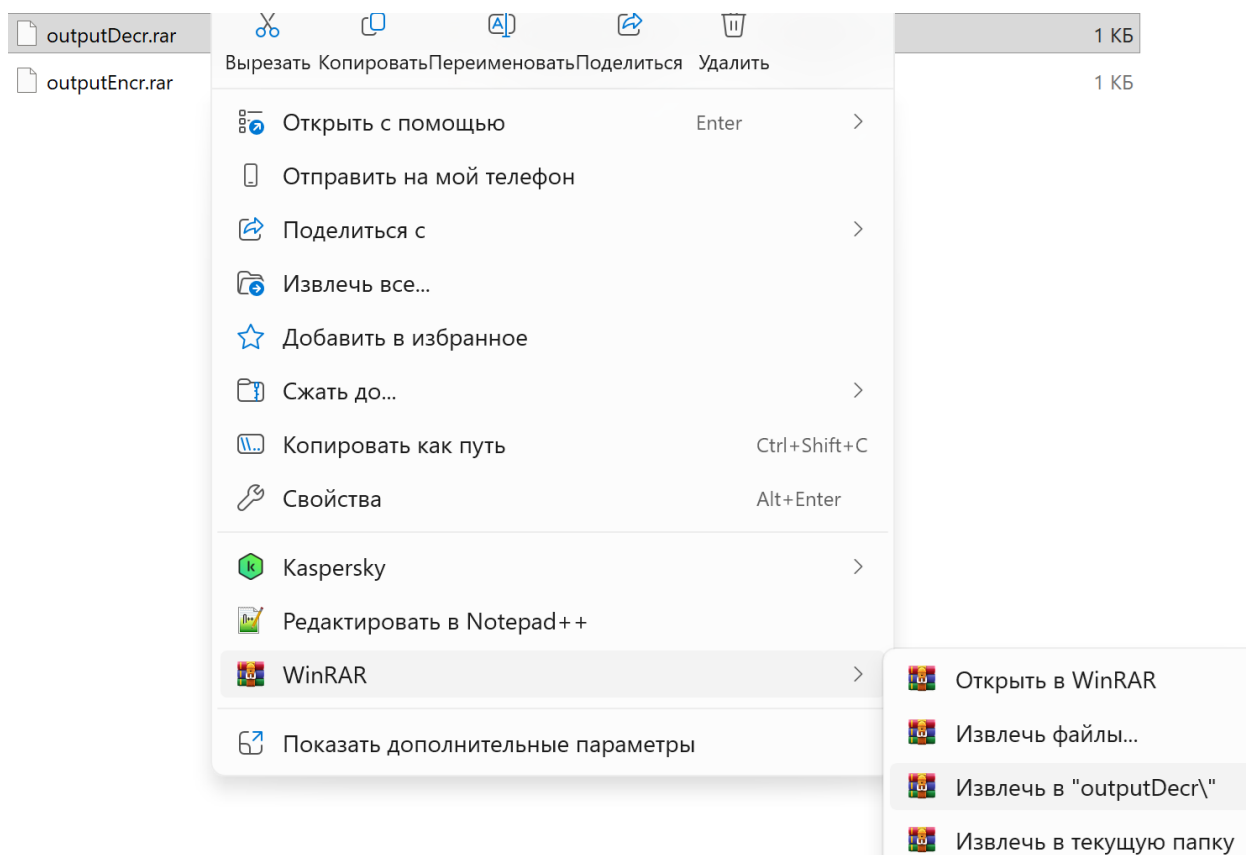 outputDecr.rar 1 КБ
Вырезать Копировать Переименовать Поделиться Удалить
outputEncr.rar 1 КБ
Открыть с помощью Enter
Отправить на мой телефон
Поделиться с
Извлечь все...
Добавить в избранное
Сжать до...
Копировать как путь Ctrl+Shift+C
Свойства Alt+Enter
Kaspersky
Редактировать в Notepad++
WinRAR
Открыть в WinRAR
Показать дополнительные параметры
Извлечь файлы...
Извлечь в "outputDecr\"
Извлечь в текущую папку